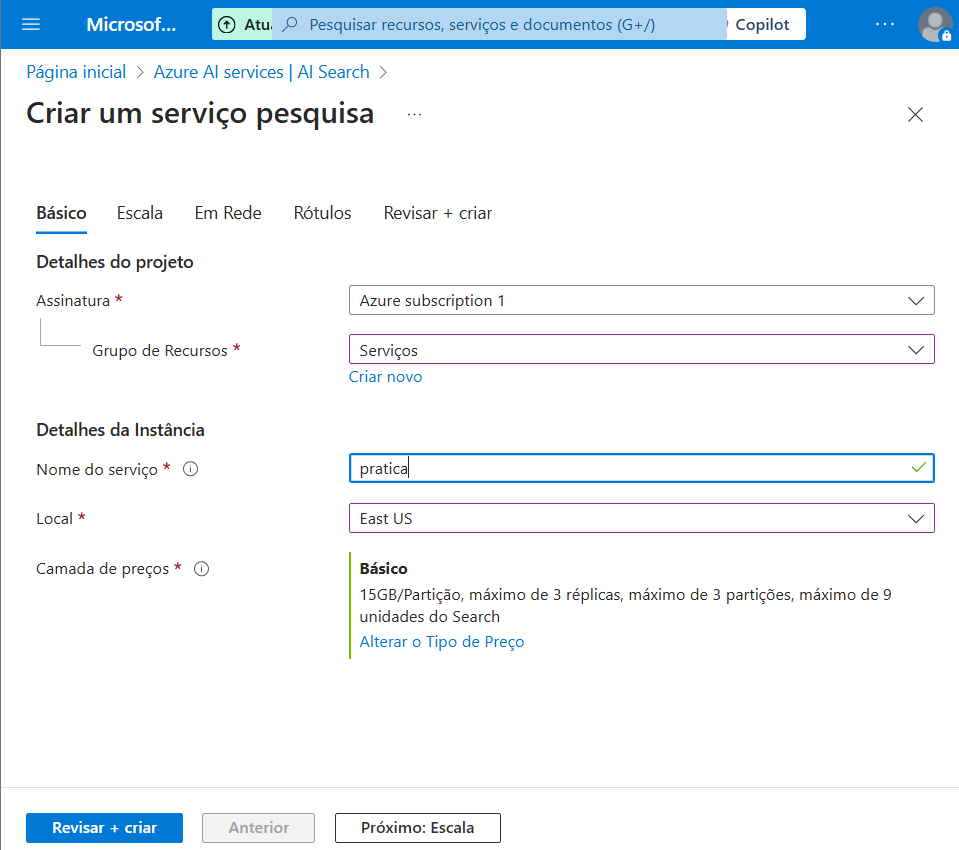 Microsof... Atu Pesquisar recursos, serviços e documentos (G+/) Copilot ...
Página inicial > Azure AI services | AI Search >
Criar um serviço pesquisa ...
Básico Escala Em Rede Rótulos Revisar + criar
Detalhes do projeto
Assinatura * Azure subscription 1
Grupo de Recursos * Serviços
Criar novo
Detalhes da Instância
Nome do serviço * pratica
Local * East US
Camada de preços * Básico
15GB/Partição, máximo de 3 réplicas, máximo de 3 partições, máximo de 9
unidades do Search
Alterar o Tipo de Preço
Revisar + criar Anterior Próximo: Escala